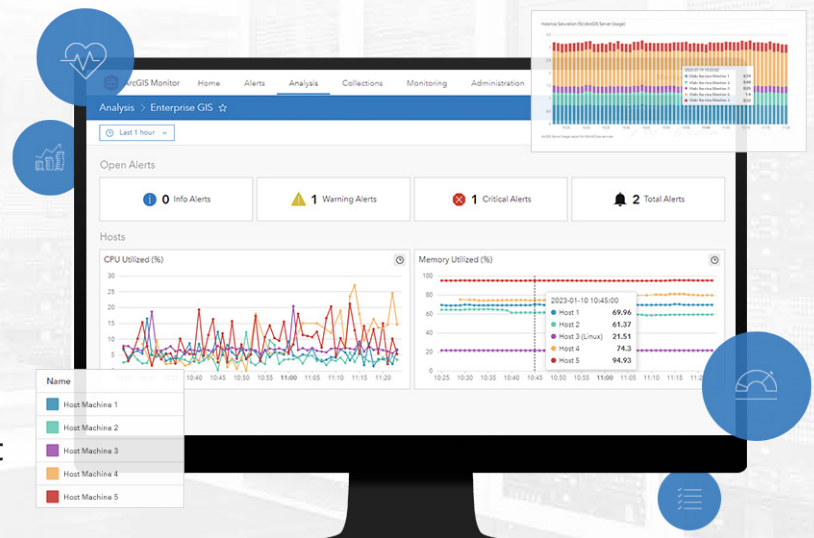 Instance Saturation (%) (ArcGIS Server Usage)
ArcGIS Monitor Home Alerts Analysis Collections Monitoring Administration
Analysis > Enterprise GIS
Last 1 hour
Open Alerts
0 Info Alerts
1 Warning Alerts
1 Critical Alerts
2 Total Alerts
Hosts
CPU Utilized (%)
30
25
20
15
10
10:40 10:45 10:50 10:55 11:00 11:05 11:10 11:15 11:20
Memory Utilized (%)
100
80
60
40
20
0
2023-01-10 10:45:00
Host 1 69.96
Host 2 61.37
Host 3 (Linux) 21.51
Host 4 74.3
Host 5 94.93
10:25 10:30 10:35 10:40 10:45 10:50 10:55 11:00 11:05 11:10 11:15
Name
Host Machine 1
Host Machine 2
Host Machine 3
Host Machine 4
Host Machine 5